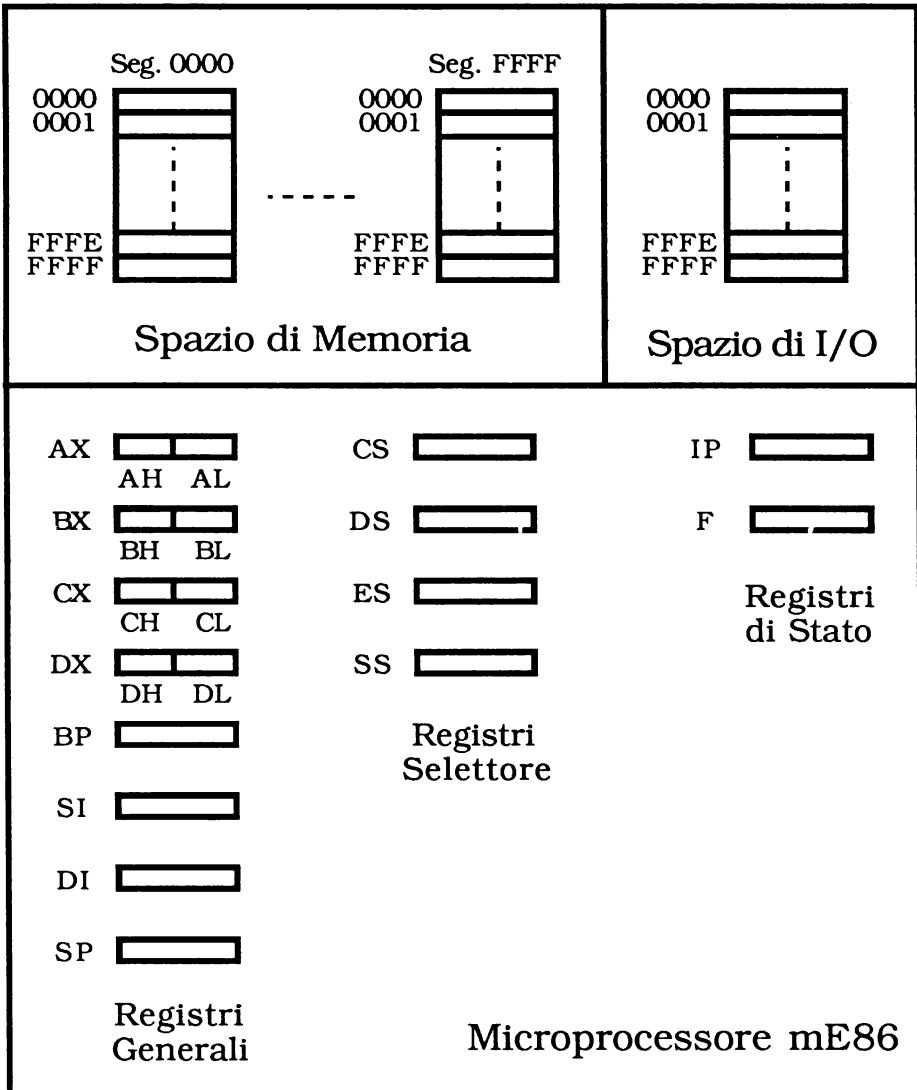 Seg. 0000
Seg. FFFF
0000
0001
FFFE
FFFF
0000
0001
FFFE
FFFF
0000
0001
FFFE
FFFF
Spazio di Memoria
Spazio di I/O
AX
AH AL
BX
BH BL
CX
CH CL
DX
DH DL
BP
SI
DI
SP
Registri
Generali
CS
DS
ES
SS
Registri
Selettore
IP
F
Registri
di Stato
Microprocessore mE86